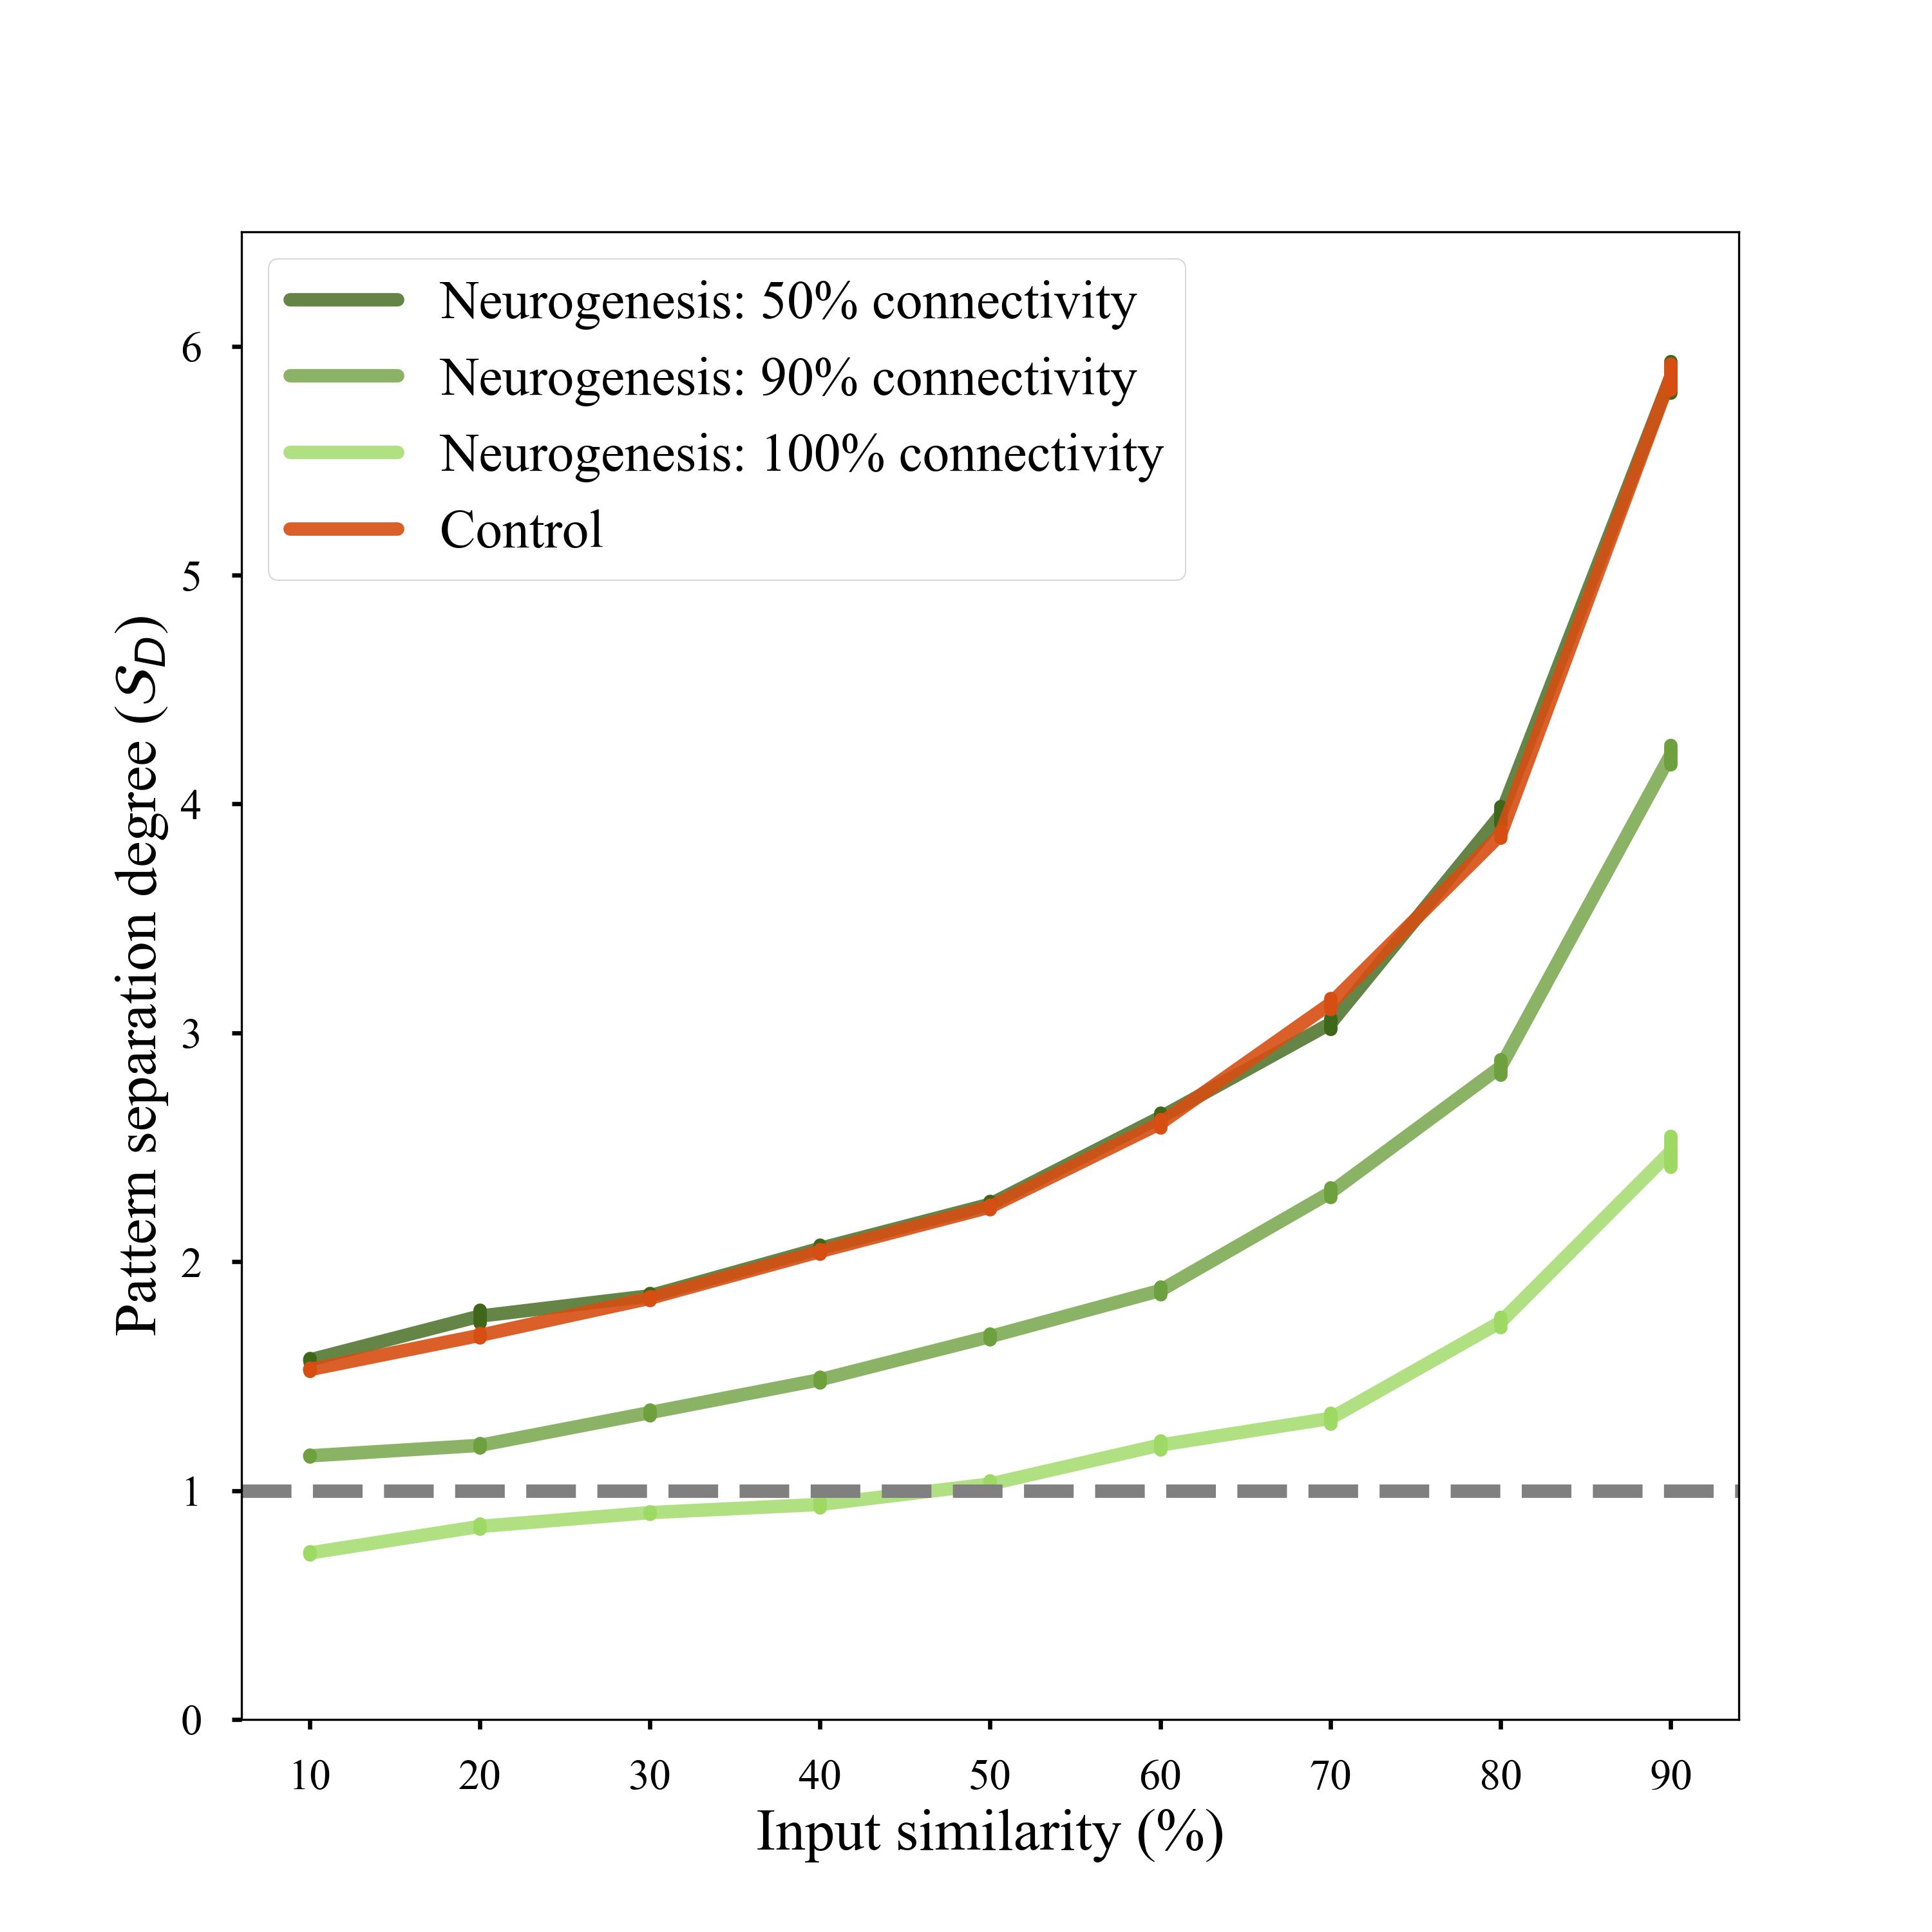 Neurogenesis: 50% connectivity
Neurogenesis: 90% connectivity
Neurogenesis: 100% connectivity
Control
Pattern separation degree (𝒮_D)
6
5
4
3
2
1
0
10 20 30 40 50 60 70 80 90
Input similarity (%)